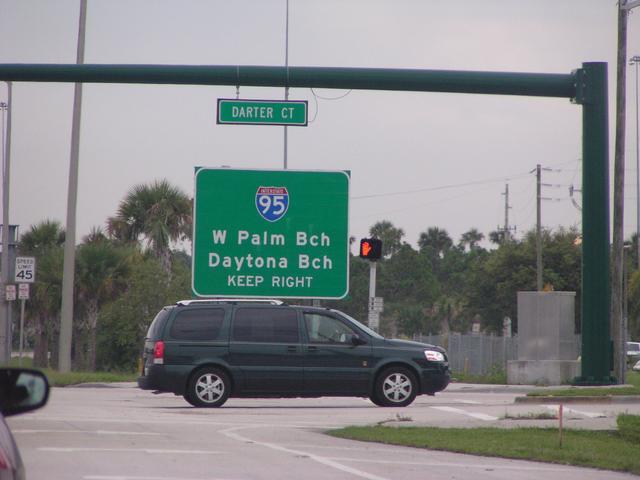 DARTER CT
INTERSTATE
95
W Palm Bch
Daytona Bch
KEEP RIGHT
SPEED
LIMIT
45